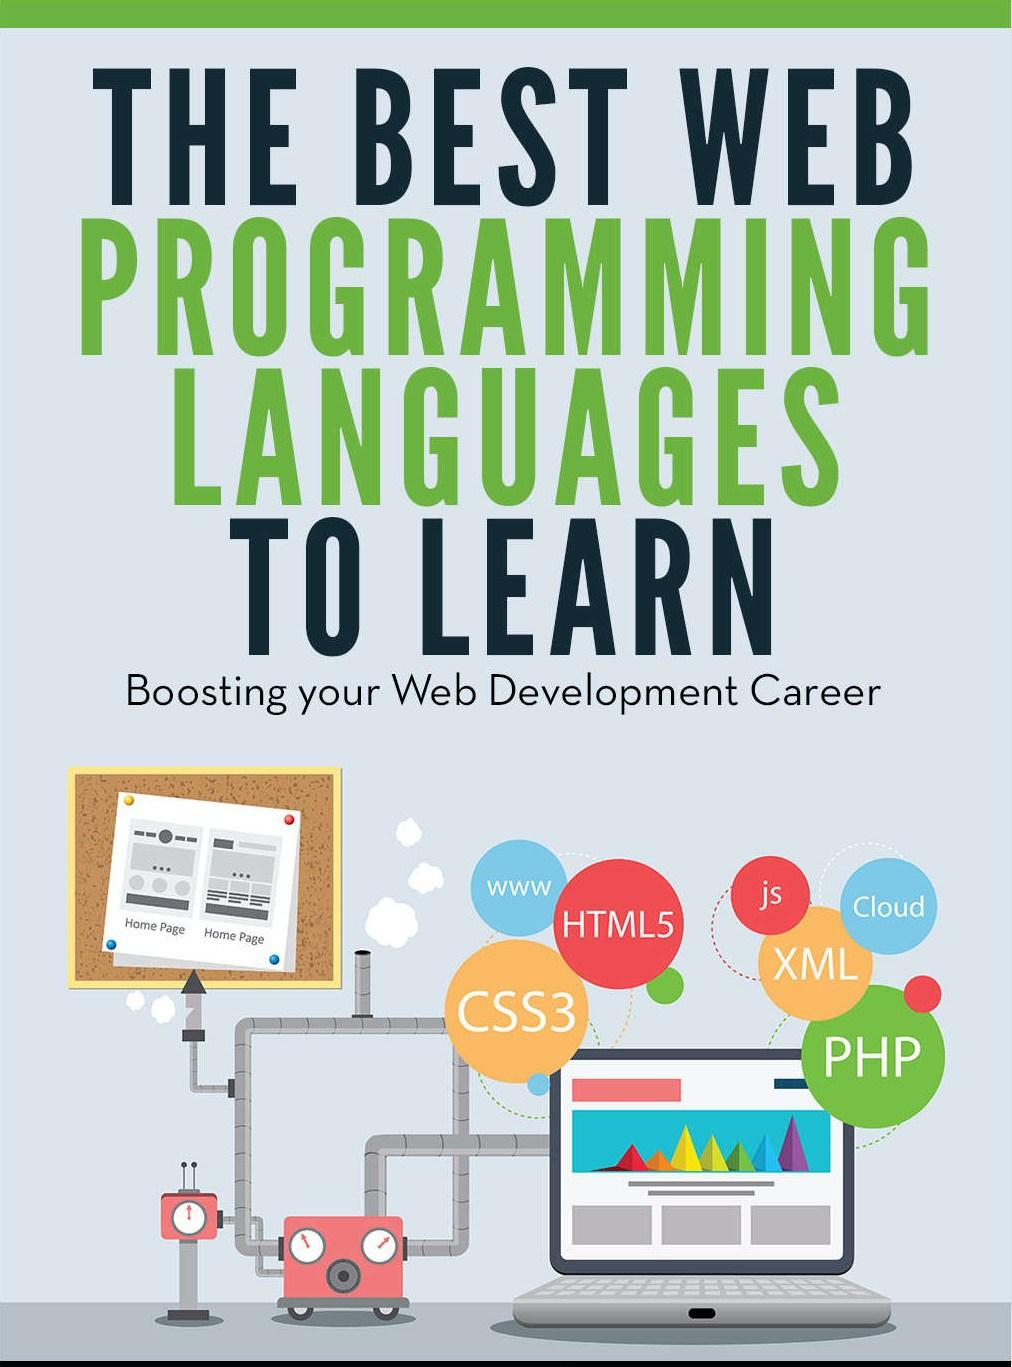 THE BEST WEB
PROGRAMMING
LANGUAGES
TO LEARN
Boosting your Web Development Career
Home Page
Home Page
www
HTML5
CSS3
js
Cloud
XML
PHP